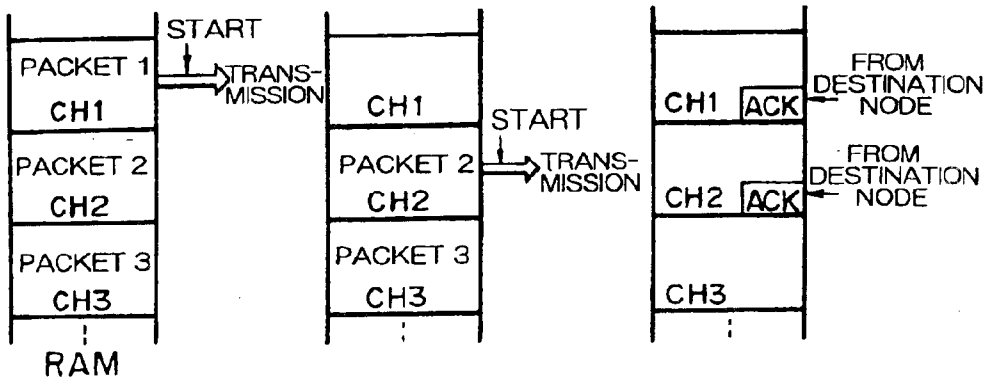 START
PACKET 1
TRANS-
MISSION
CH1
PACKET 2
CH2
PACKET 3
CH3
RAM
CH1
START
PACKET 2
TRANS-
MISSION
CH2
PACKET 3
CH3
FROM
DESTINATION
NODE
CH1 ACK
FROM
DESTINATION
NODE
CH2 ACK
CH3